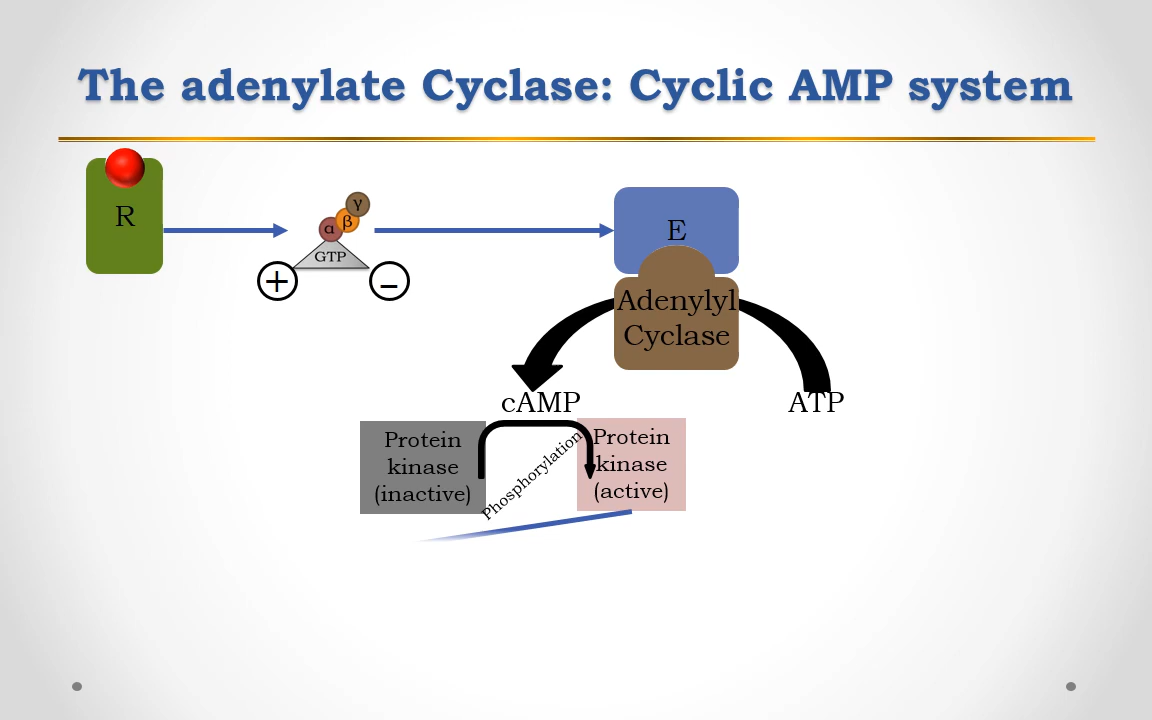 The adenylate Cyclase: Cyclic AMP system
R
γ
β
α
GTP
+
−
E
Adenylyl
Cyclase
cAMP
ATP
Protein
kinase
(inactive)
Phosphorylation
Protein
kinase
(active)